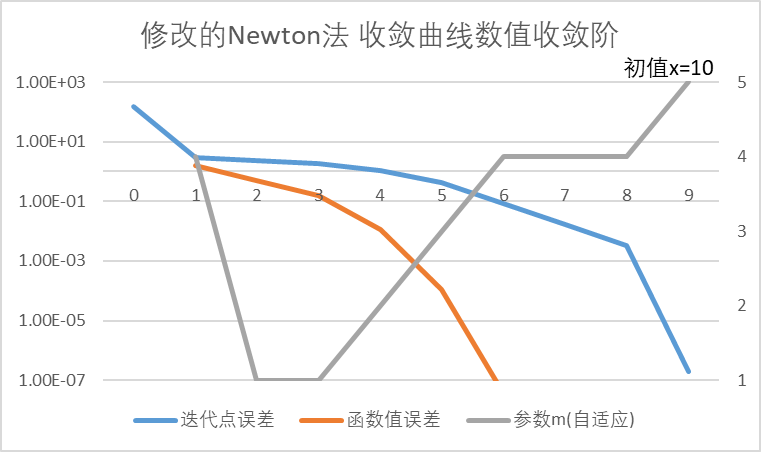 修改的Newton法 收敛曲线数值收敛阶
初值x=10
1.00E+03
1.00E+01
1.00E-01
1.00E-03
1.00E-05
1.00E-07
0 1 2 3 4 5 6 7 8 9
5
4
3
2
1
迭代点误差 函数值误差 参数m(自适应)